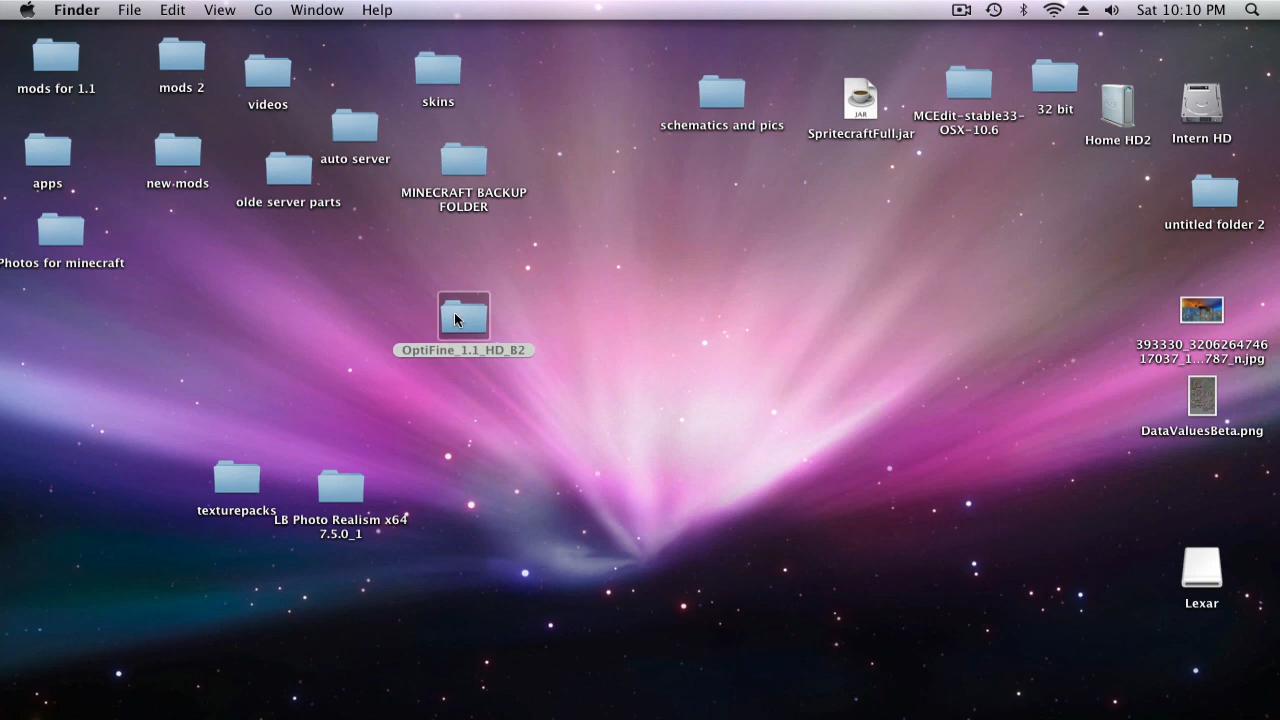 Finder File Edit View Go Window Help Sat 10:10 PM
mods for 1.1
mods 2
videos
skins
auto server
apps
new mods
olde server parts
MINECRAFT BACKUP
FOLDER
Photos for minecraft
OptiFine_1.1_HD_B2
texturepacks
LB Photo Realism x64
7.5.0_1
schematics and pics
JAR
SpritecraftFull.jar
MCEdit-stable33-
OSX-10.6
32 bit
Home HD2
Intern HD
untitled folder 2
393330_3206264746
17037_1...787_n.jpg
DataValuesBeta.png
Lexar